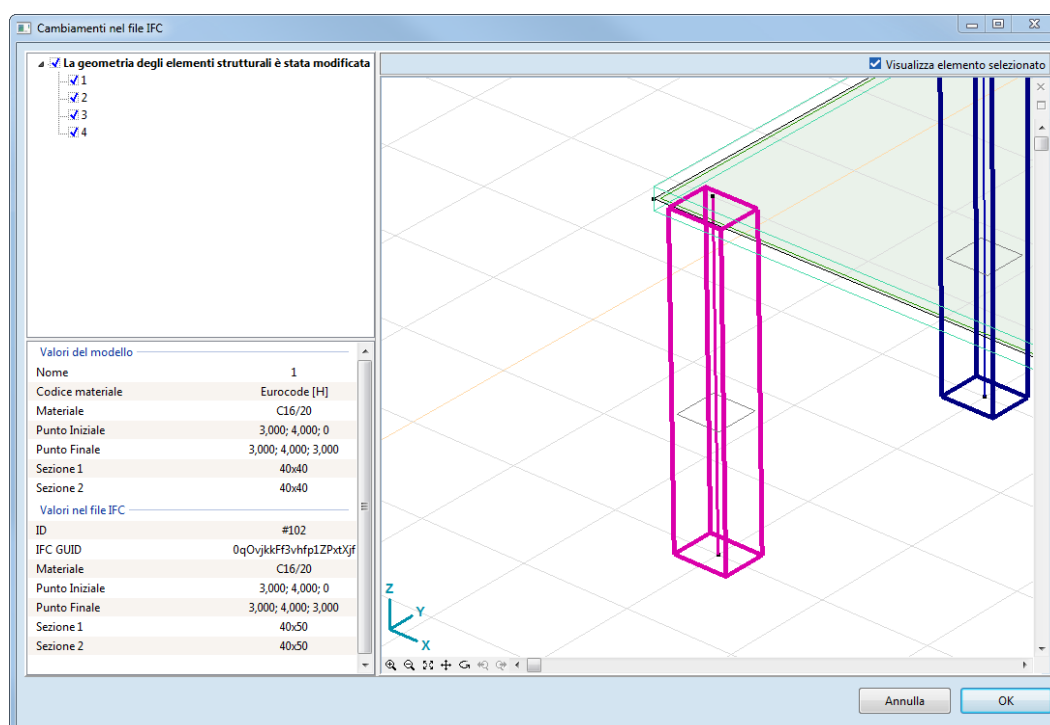 Cambiamenti nel file IFC
La geometria degli elementi strutturali è stata modificata
1
2
3
4
Visualizza elemento selezionato
Valori del modello
Nome 1
Codice materiale Eurocode [H]
Materiale C16/20
Punto Iniziale 3,000; 4,000; 0
Punto Finale 3,000; 4,000; 3,000
Sezione 1 40x40
Sezione 2 40x40
Valori nel file IFC
ID #102
IFC GUID 0qOvjkkFf3vhfp1ZPxtXjf
Materiale C16/20
Punto Iniziale 3,000; 4,000; 0
Punto Finale 3,000; 4,000; 3,000
Sezione 1 40x50
Sezione 2 40x50
Z
Y
X
Annulla OK